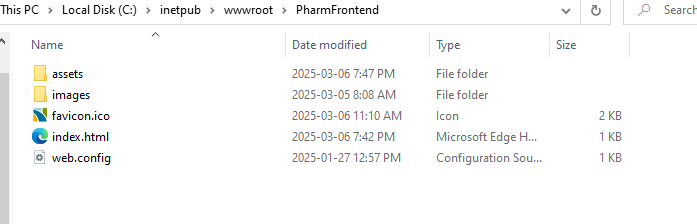 This PC > Local Disk (C:) > inetpub > wwwroot > PharmFrontend Search
Name Date modified Type Size
assets 2025-03-06 7:47 PM File folder
images 2025-03-05 8:08 AM File folder
favicon.ico 2025-03-06 11:10 AM Icon 2 KB
index.html 2025-03-06 7:42 PM Microsoft Edge H... 1 KB
web.config 2025-01-27 12:57 PM Configuration Sou... 1 KB